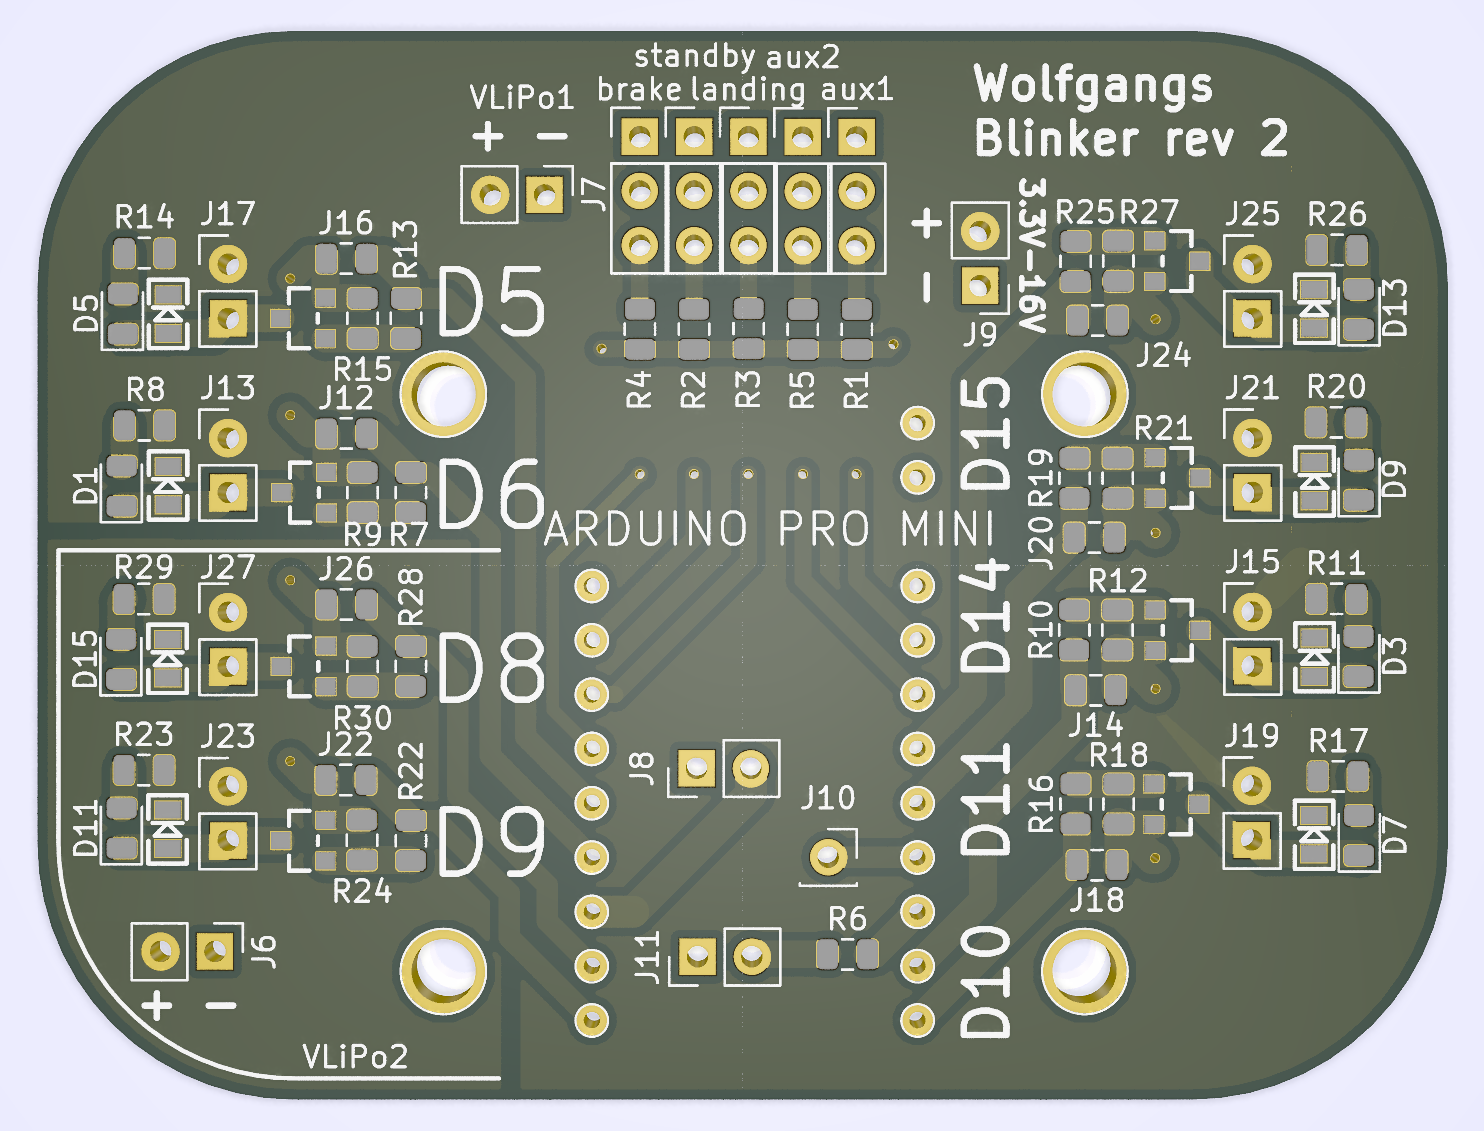 standby aux2
brake landing aux1
VLiPo1
+ −
J7
Wolfgangs
Blinker rev 2
3.3V−16V
+
−
J9
R14
J17
J16
R13
D5
D5
R15
R8
J13
J12
D1
D6
R9 R7
R29
J27
J26
R28
D15
D8
R30
R23
J23
J22
R22
D11
D9
R24
J6
+ −
VLiPo2
R4
R2
R3
R5
R1
ARDUINO PRO MINI
J8
J10
J11
R6
D15
D14
D11
D10
R25 R27
J25
R26
D13
J24
R21
J21
R20
R19
D9
J20
R12
J15
R11
R10
D3
J14
R18
J19
R17
R16
D7
J18